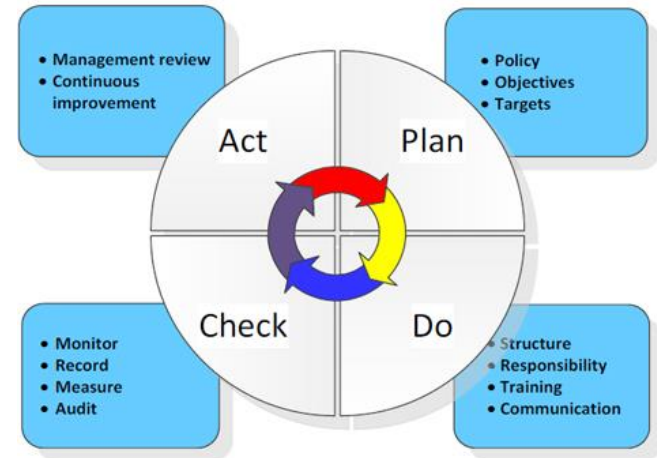 • Management review
• Continuous
improvement
• Policy
• Objectives
• Targets
Act
Plan
Check
Do
• Monitor
• Record
• Measure
• Audit
• Structure
• Responsibility
• Training
• Communication